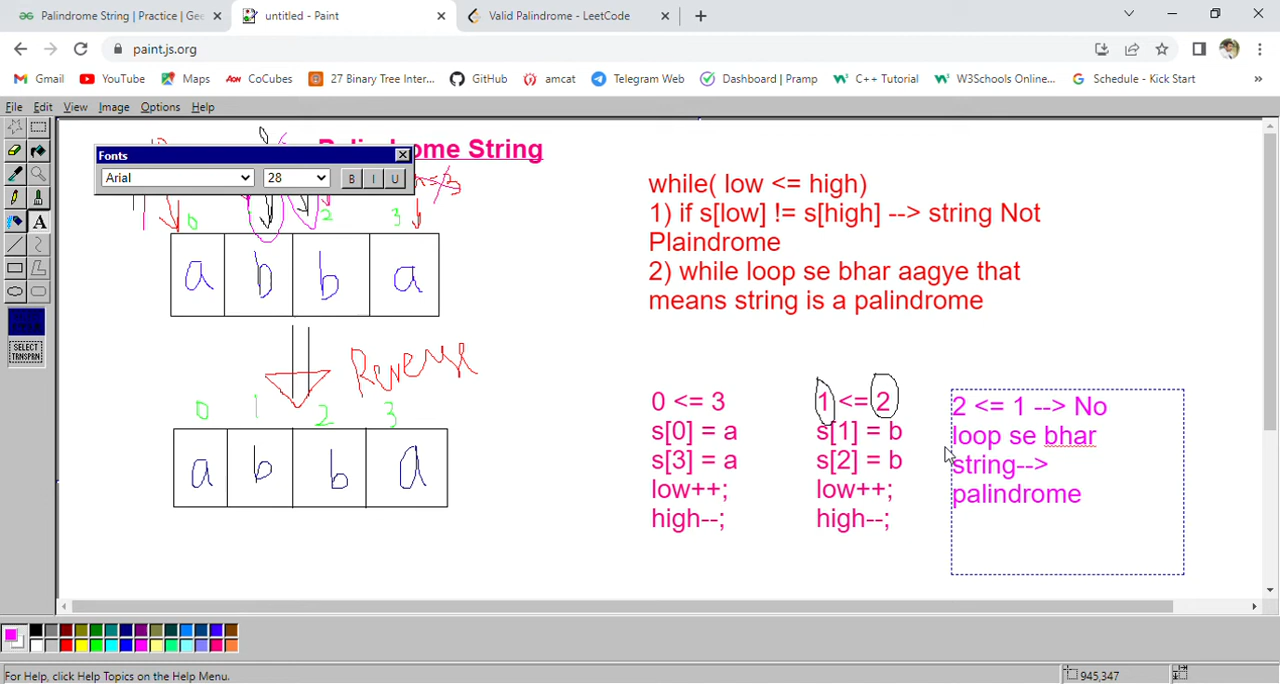 Palindrome String | Practice | Gee
untitled - Paint
Valid Palindrome - LeetCode
paint.js.org
Gmail
YouTube
Maps
CoCubes
27 Binary Tree Inter...
GitHub
amcat
Telegram Web
Dashboard | Pramp
C++ Tutorial
W3Schools Online...
Schedule - Kick Start
File Edit View Image Options Help
Fonts
Arial 28 B I U
String
while( low <= high)
1) if s[low] != s[high] --> string Not
Plaindrome
2) while loop se bhar aagye that
means string is a palindrome
0 2 3
a b b a
Reverse
0 1 2 3
a b b a
0 <= 3
s[0] = a
s[3] = a
low++;
high--;
1 <= 2
s[1] = b
s[2] = b
low++;
high--;
2 <= 1 --> No
loop se bhar
string-->
palindrome
SELECT
TRNSPRN
For Help, click Help Topics on the Help Menu.
945,347